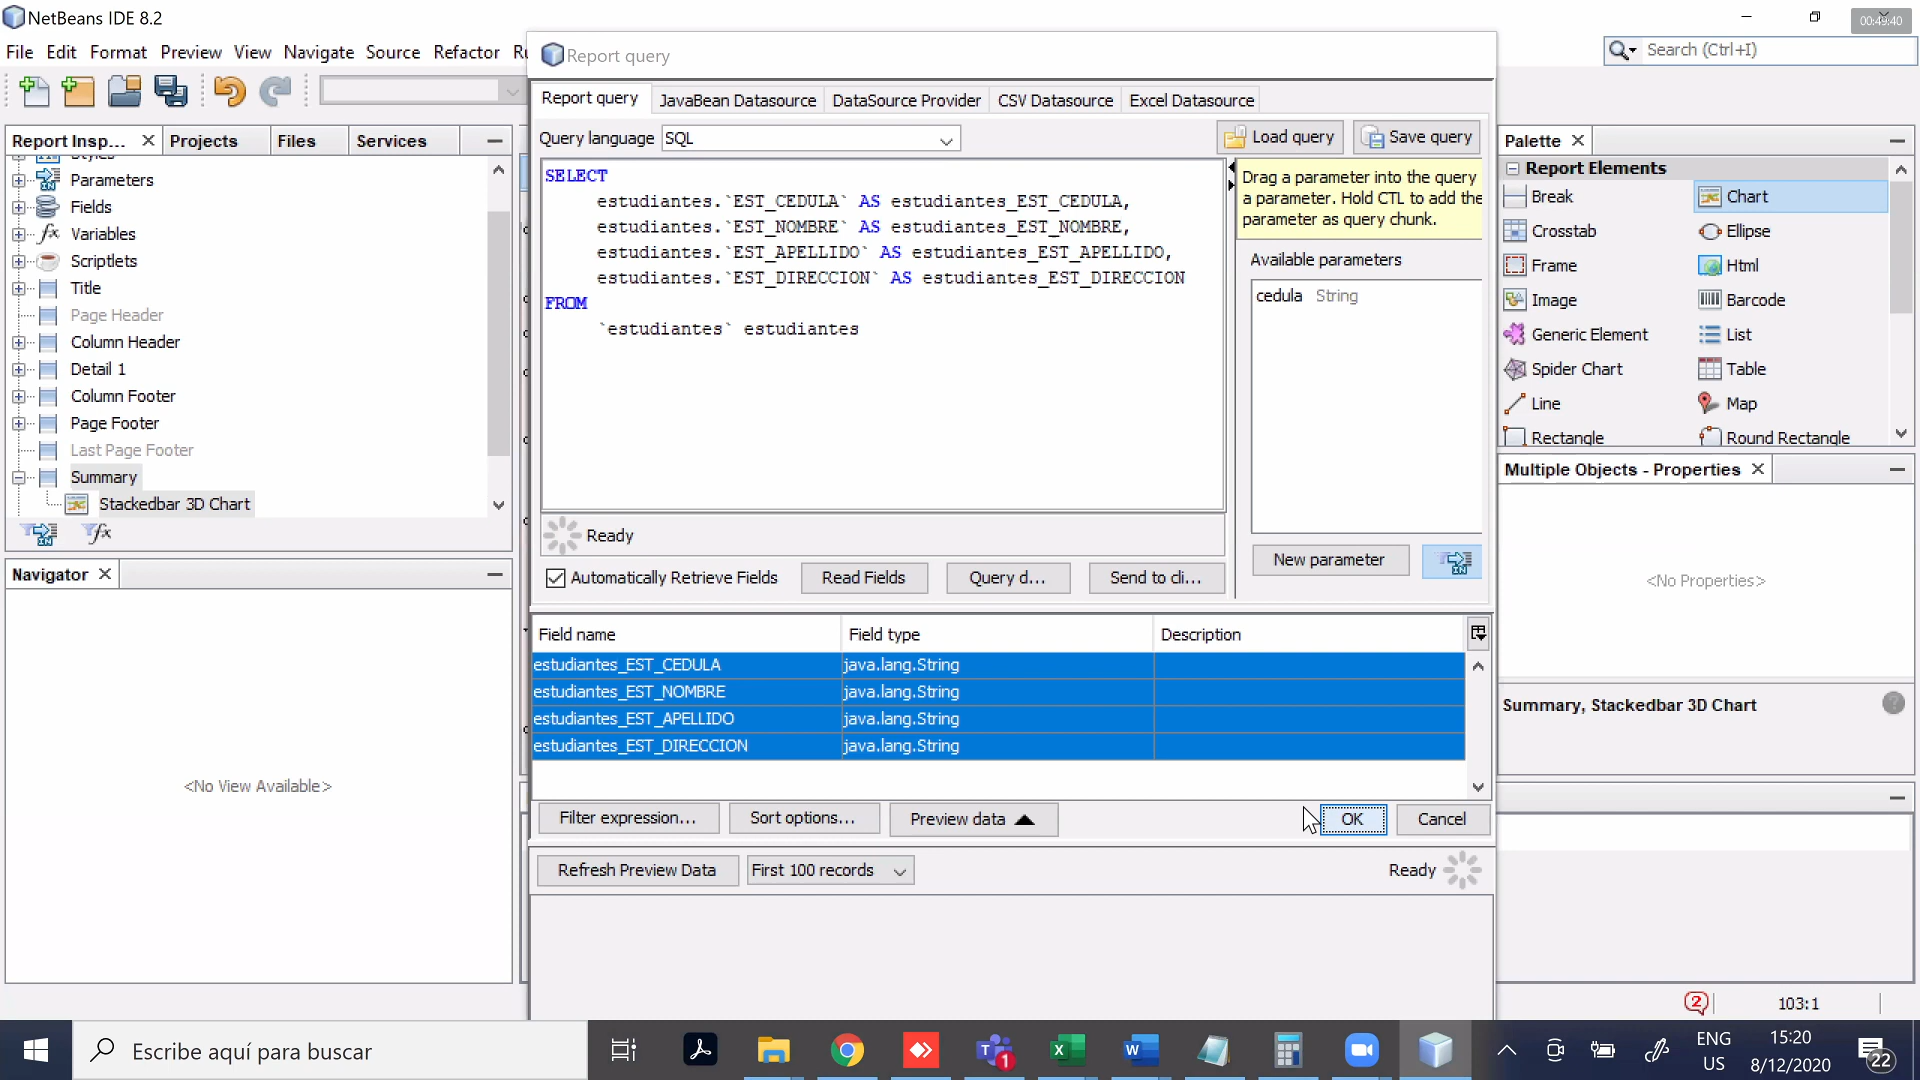 NetBeans IDE 8.2
00:49:40
File Edit Format Preview View Navigate Source Refactor
Search (Ctrl+I)
Report query
Report query JavaBean Datasource DataSource Provider CSV Datasource Excel Datasource
Query language SQL
Load query Save query
SELECT
estudiantes.`EST_CEDULA` AS estudiantes_EST_CEDULA,
estudiantes.`EST_NOMBRE` AS estudiantes_EST_NOMBRE,
estudiantes.`EST_APELLIDO` AS estudiantes_EST_APELLIDO,
estudiantes.`EST_DIRECCION` AS estudiantes_EST_DIRECCION
FROM
`estudiantes` estudiantes
Drag a parameter into the query
a parameter. Hold CTL to add the
parameter as query chunk.
Available parameters
cedula String
New parameter
Ready
Automatically Retrieve Fields Read Fields Query d... Send to cli...
Field name Field type Description
estudiantes_EST_CEDULA java.lang.String
estudiantes_EST_NOMBRE java.lang.String
estudiantes_EST_APELLIDO java.lang.String
estudiantes_EST_DIRECCION java.lang.String
Filter expression... Sort options... Preview data OK Cancel
Refresh Preview Data First 100 records Ready
Report Insp... Projects Files Services
Styles
Parameters
Fields
Variables
Scriptlets
Title
Page Header
Column Header
Detail 1
Column Footer
Page Footer
Last Page Footer
Summary
Stackedbar 3D Chart
Navigator
<No View Available>
Palette
Report Elements
Break Chart
Crosstab Ellipse
Frame Html
Image Barcode
Generic Element List
Spider Chart Table
Line Map
Rectangle Round Rectangle
Multiple Objects - Properties
<No Properties>
Summary, Stackedbar 3D Chart
2 103:1
Escribe aquí para buscar
1
ENG
US
15:20
8/12/2020
22